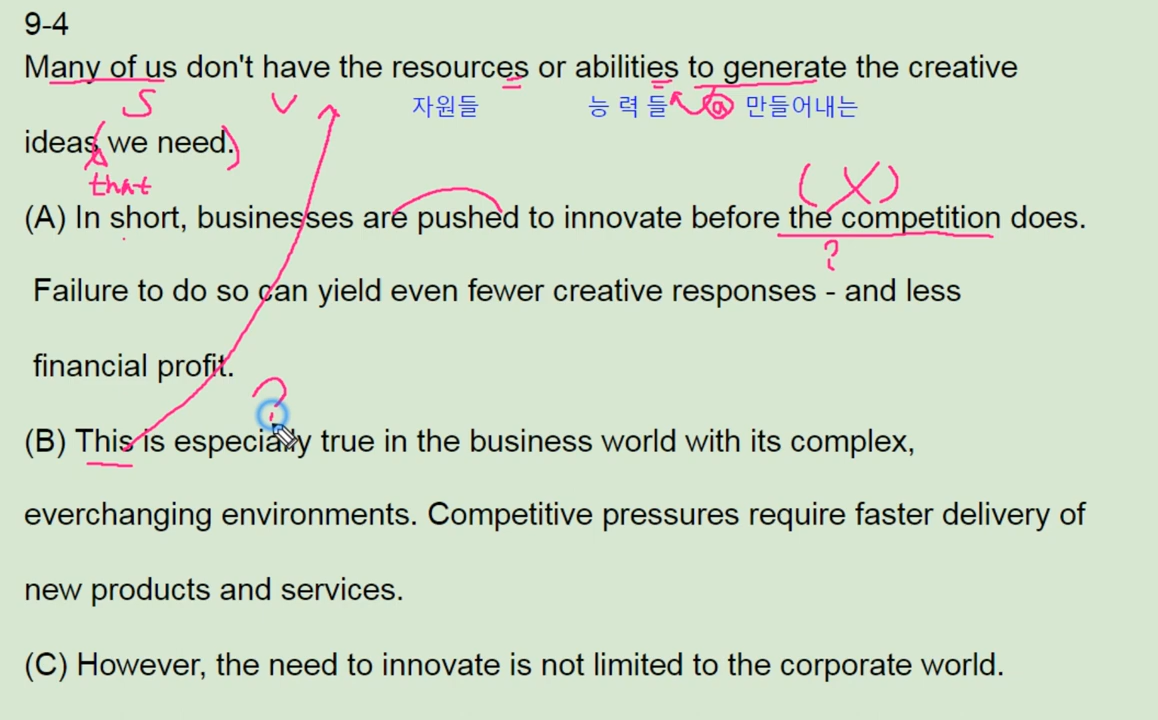 9-4
Many of us don't have the resources or abilities to generate the creative
S V 자원들 능력들 ⓐ 만들어내는
ideas (we need.)
that
(X)
(A) In short, businesses are pushed to innovate before the competition does.
?
Failure to do so can yield even fewer creative responses - and less
financial profit.
?
(B) This is especially true in the business world with its complex,
everchanging environments. Competitive pressures require faster delivery of
new products and services.
(C) However, the need to innovate is not limited to the corporate world.